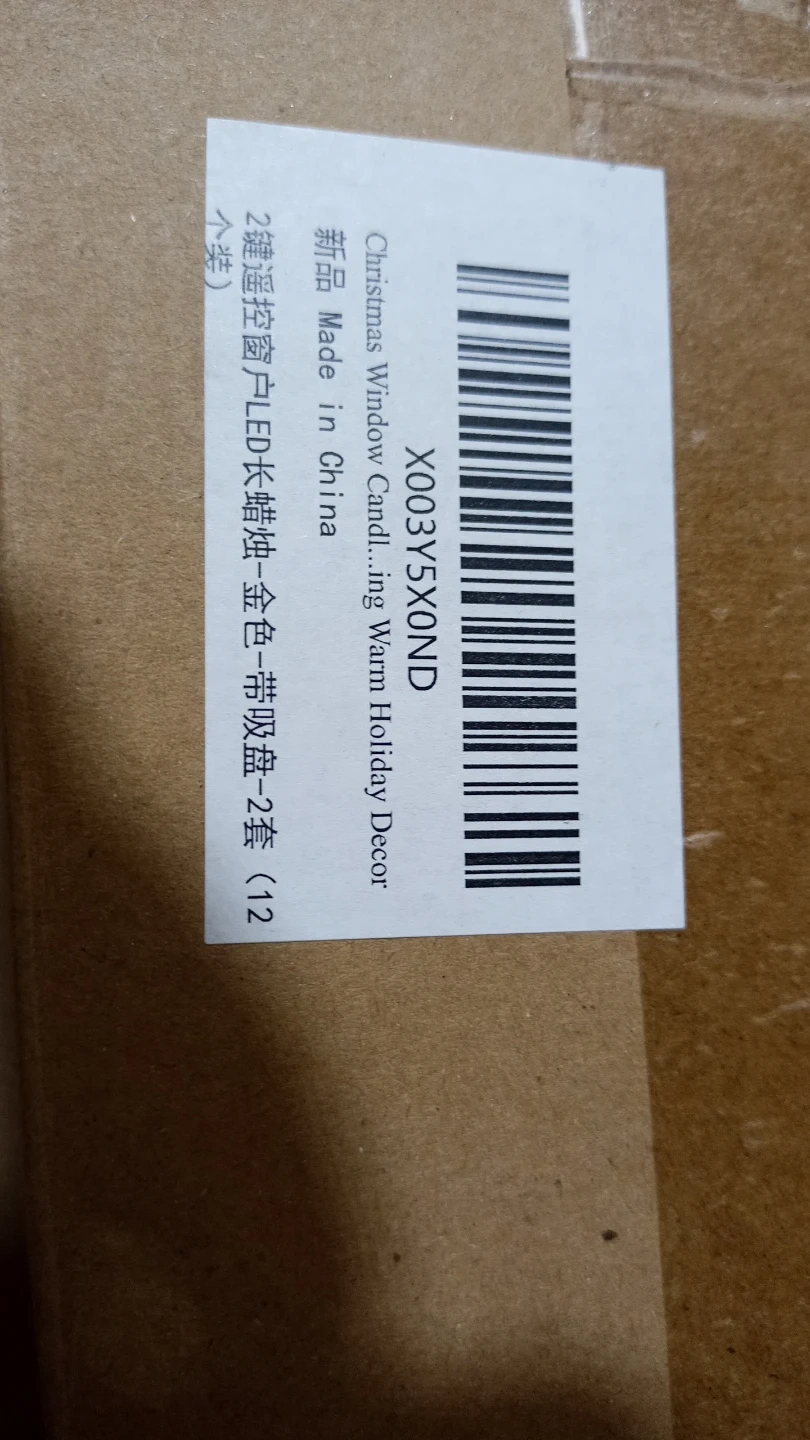 X003Y5X0ND
Christmas Window Candl...ing Warm Holiday Decor
新品 Made in China
2键遥控窗户LED长蜡烛-金色-带吸盘-2套（12
个装）